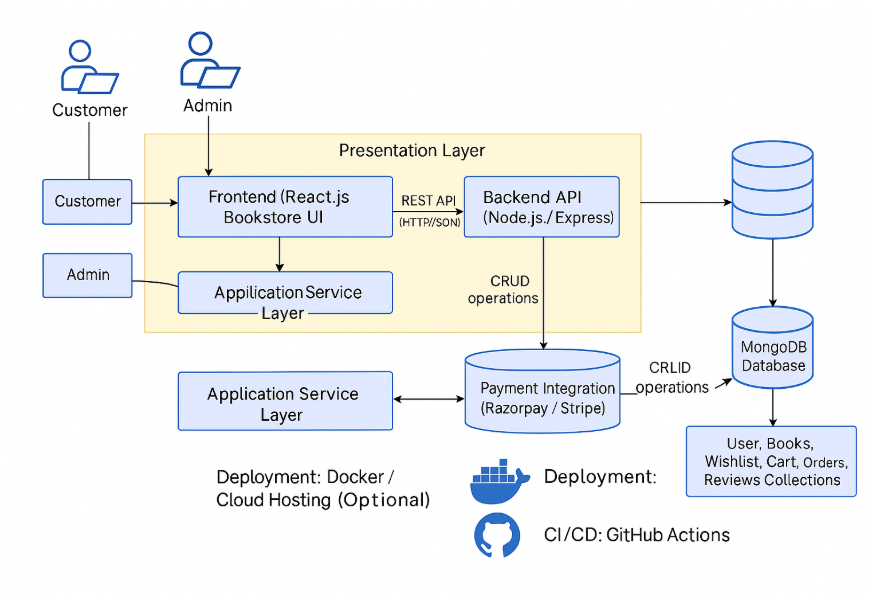 Customer
Admin
Presentation Layer
Customer
Frontend (React.js
Bookstore UI
REST API
(HTTP//SON)
Backend API
(Node.js./Express)
Admin
Appilication Service
Layer
CRUD
operations
MongoDB
Database
Application Service
Layer
Payment Integration
(Razorpay / Stripe)
CRLID
operations
User, Books,
Wishlist, Cart, Orders,
Reviews Collections
Deployment: Docker /
Cloud Hosting (Optional)
Deployment:
CI/CD: GitHub Actions